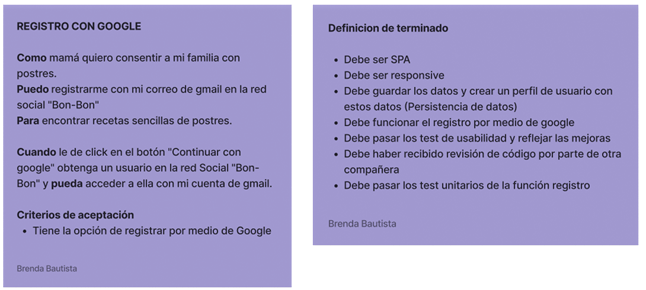 REGISTRO CON GOOGLE
Como mamá quiero consentir a mi familia con
postres.
Puedo registrarme con mi correo de gmail en la red
social "Bon-Bon"
Para encontrar recetas sencillas de postres.
Cuando le de click en el botón "Continuar con
google" obtenga un usuario en la red Social "Bon-
Bon" y pueda acceder a ella con mi cuenta de gmail.
Criterios de aceptación
• Tiene la opción de registrar por medio de Google
Brenda Bautista
Definicion de terminado
• Debe ser SPA
• Debe ser responsive
• Debe guardar los datos y crear un perfil de usuario con
estos datos (Persistencia de datos)
• Debe funcionar el registro por medio de google
• Debe pasar los test de usabilidad y reflejar las mejoras
• Debe haber recibido revisión de código por parte de otra
compañera
• Debe pasar los test unitarios de la función registro
Brenda Bautista